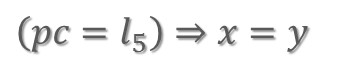 (pc = l₅) ⇒ x = y